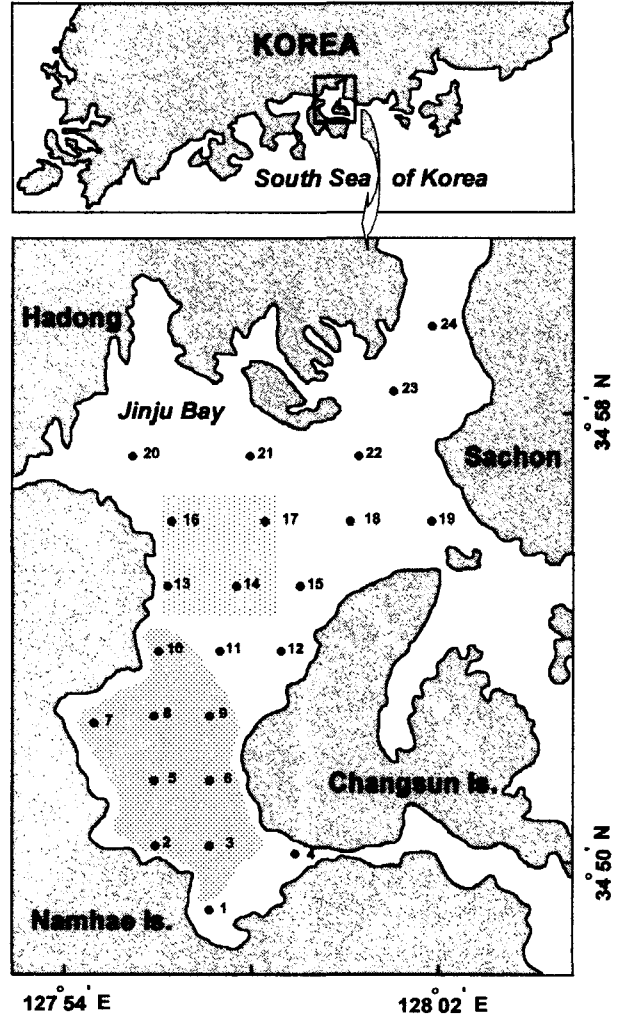 KOREA
South Sea of Korea
Hadong
24
23
34° 58' N
Jinju Bay
20
21
22
Sachon
16
17
18
19
13
14
15
10
11
12
7
8
9
5
6
Changsun Is.
2
3
4
34° 50' N
1
Namhae Is.
127° 54' E
128° 02' E